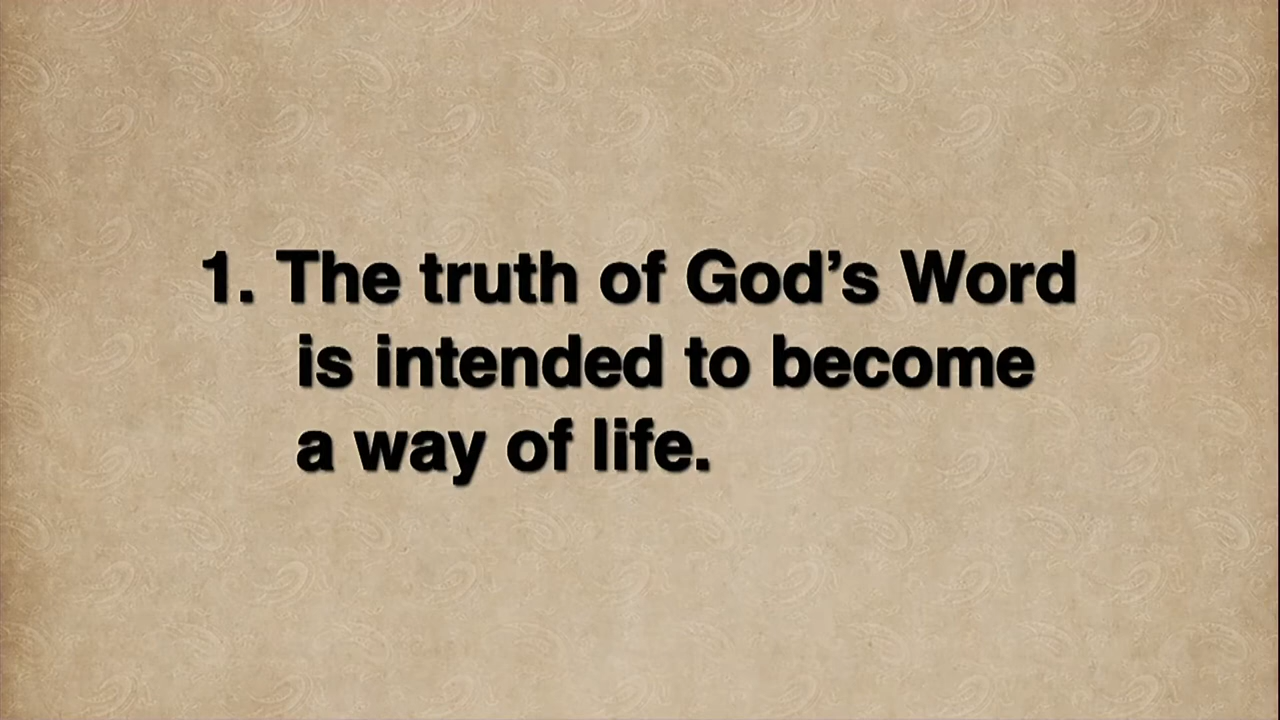 1. The truth of God’s Word
is intended to become
a way of life.